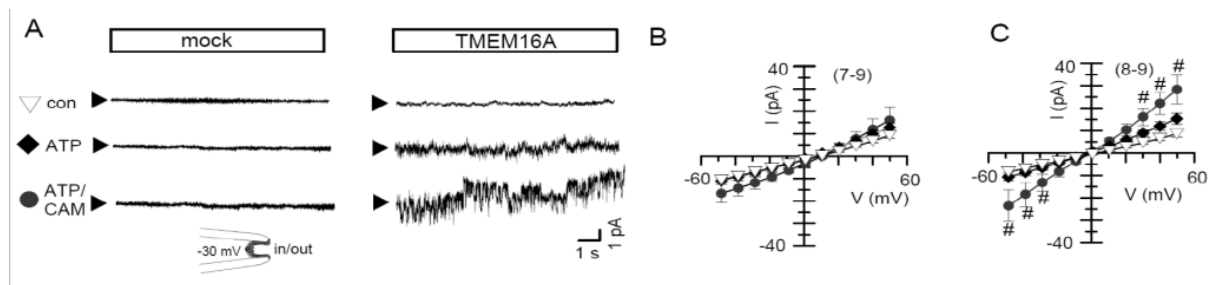 A
mock
TMEM16A
con
ATP
ATP/
CAM
-30 mV
in/out
1 s
1 pA
B
40
I (pA)
(7-9)
-60
60
V (mV)
-40
C
40
I (pA)
(8-9)
#
#
#
-60
60
V (mV)
#
#
#
-40